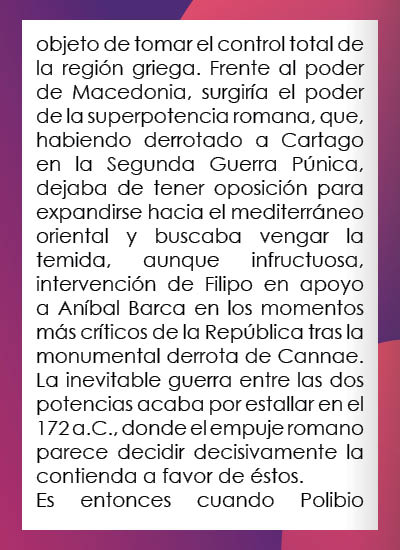 objeto de tomar el control total de
la región griega. Frente al poder
de Macedonia, surgiría el poder
de la superpotencia romana, que,
habiendo derrotado a Cartago
en la Segunda Guerra Púnica,
dejaba de tener oposición para
expandirse hacia el mediterráneo
oriental y buscaba vengar la
temida, aunque infructuosa,
intervención de Filipo en apoyo
a Aníbal Barca en los momentos
más críticos de la República tras la
monumental derrota de Cannae.
La inevitable guerra entre las dos
potencias acaba por estallar en el
172 a.C., donde el empuje romano
parece decidir decisivamente la
contienda a favor de éstos.
Es entonces cuando Polibio